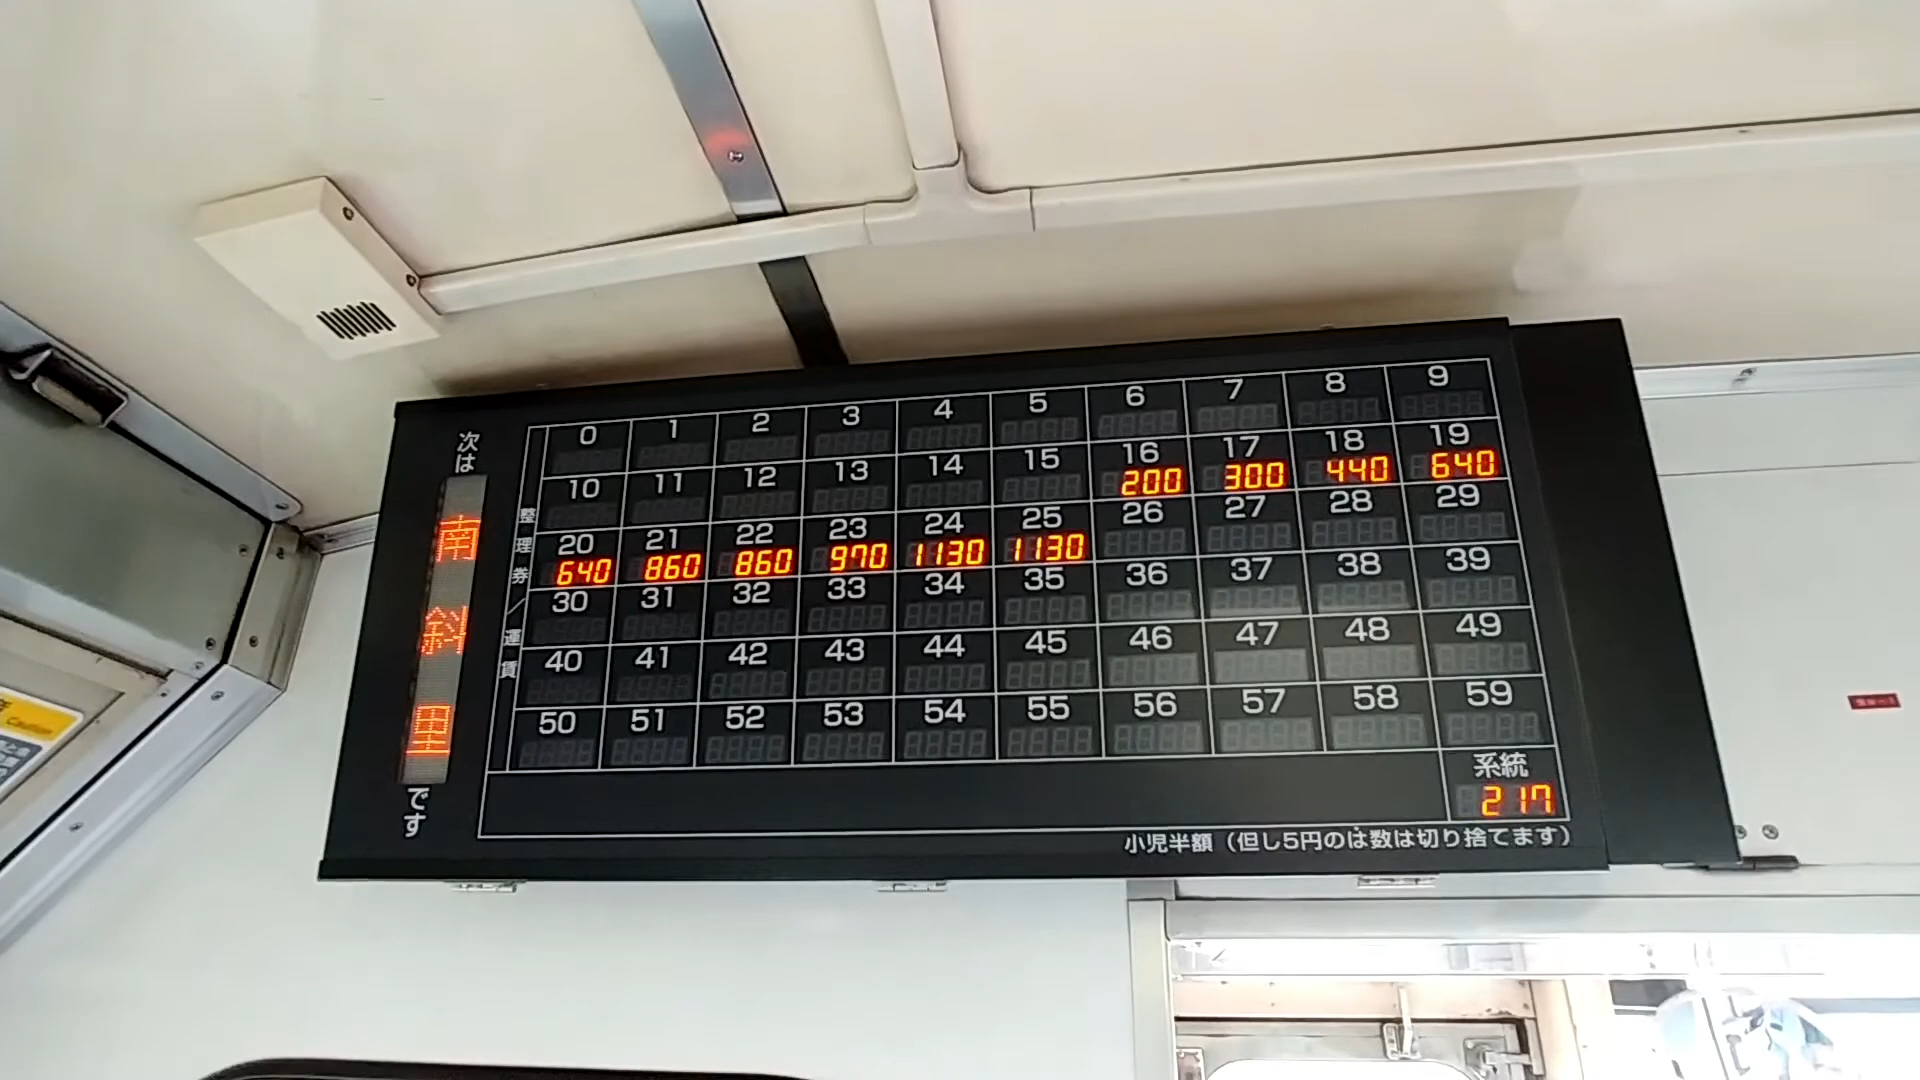 次は
南斜里
です
整理券/運賃
0 1 2 3 4 5 6 7 8 9
10 11 12 13 14 15 16 17 18 19
200 300 440 640
20 21 22 23 24 25 26 27 28 29
640 860 860 970 1130 1130
30 31 32 33 34 35 36 37 38 39
40 41 42 43 44 45 46 47 48 49
50 51 52 53 54 55 56 57 58 59
系統
217
小児半額（但し5円のは数は切り捨てます）
Caution